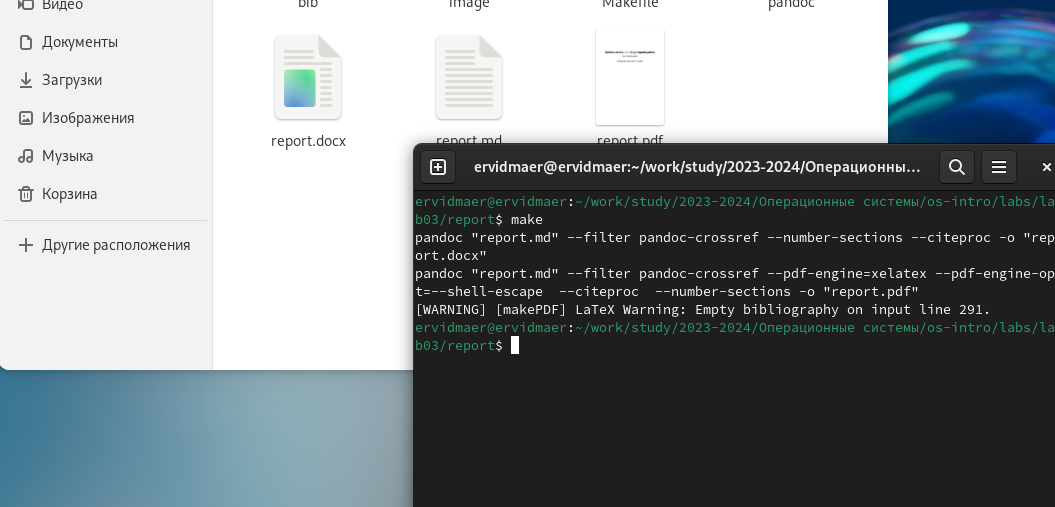 Видео
bib
image
Makefile
pandoc
Документы
Загрузки
Изображения
Музыка
Корзина
Другие расположения
report.docx
report.md
report.pdf
ervidmaer@ervidmaer:~/work/study/2023-2024/Операционны...
ervidmaer@ervidmaer:~/work/study/2023-2024/Операционные системы/os-intro/labs/la
b03/report$ make
pandoc "report.md" --filter pandoc-crossref --number-sections --citeproc -o "rep
ort.docx"
pandoc "report.md" --filter pandoc-crossref --pdf-engine=xelatex --pdf-engine-op
t=--shell-escape  --citeproc  --number-sections -o "report.pdf"
[WARNING] [makePDF] LaTeX Warning: Empty bibliography on input line 291.
ervidmaer@ervidmaer:~/work/study/2023-2024/Операционные системы/os-intro/labs/la
b03/report$